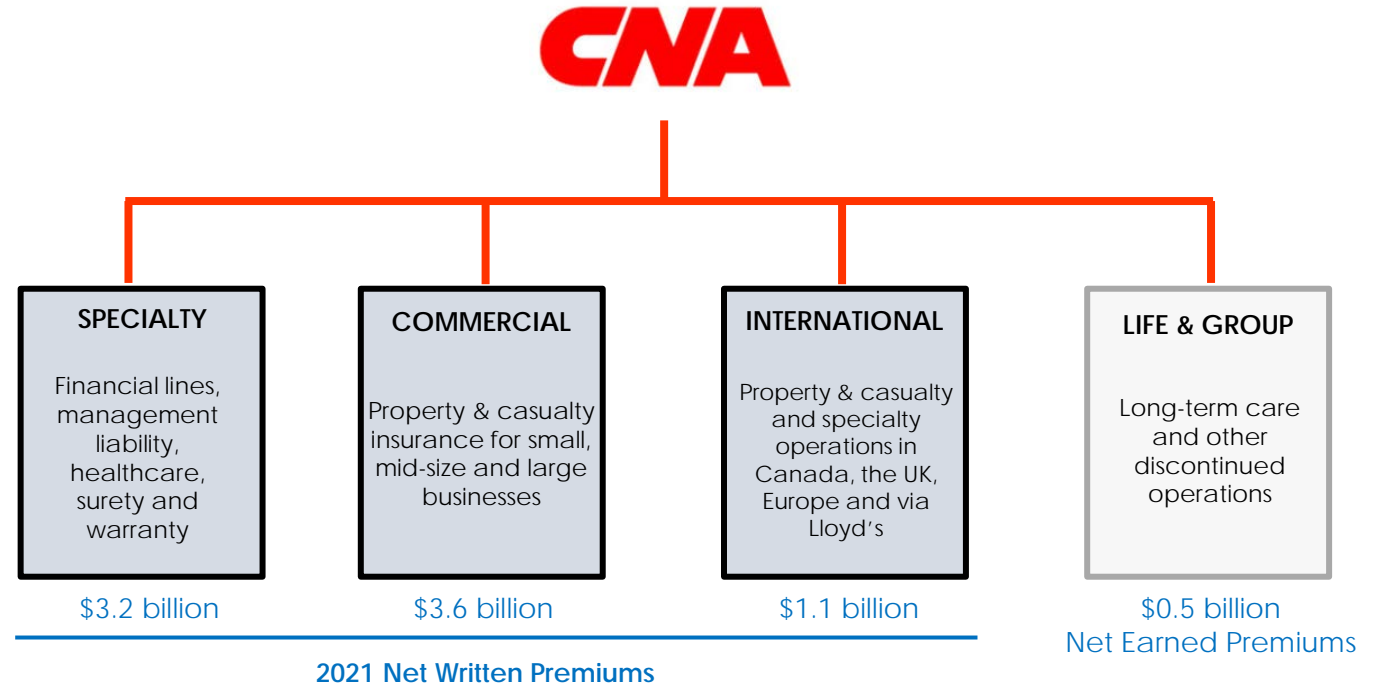 CNA
SPECIALTY
Financial lines,
management
liability,
healthcare,
surety and
warranty
$3.2 billion
COMMERCIAL
Property & casualty
insurance for small,
mid-size and large
businesses
$3.6 billion
INTERNATIONAL
Property & casualty
and specialty
operations in
Canada, the UK,
Europe and via
Lloyd’s
$1.1 billion
2021 Net Written Premiums
LIFE & GROUP
Long-term care
and other
discontinued
operations
$0.5 billion
Net Earned Premiums